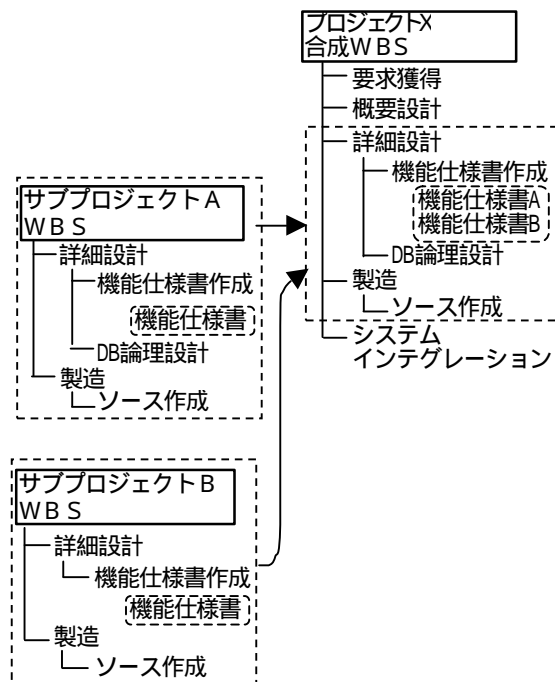 プロジェクトX
合成WBS
要求獲得
概要設計
詳細設計
機能仕様書作成
機能仕様書A
機能仕様書B
DB論理設計
製造
ソース作成
システム
インテグレーション
サブプロジェクトA
WBS
詳細設計
機能仕様書作成
機能仕様書
DB論理設計
製造
ソース作成
サブプロジェクトB
WBS
詳細設計
機能仕様書作成
機能仕様書
製造
ソース作成